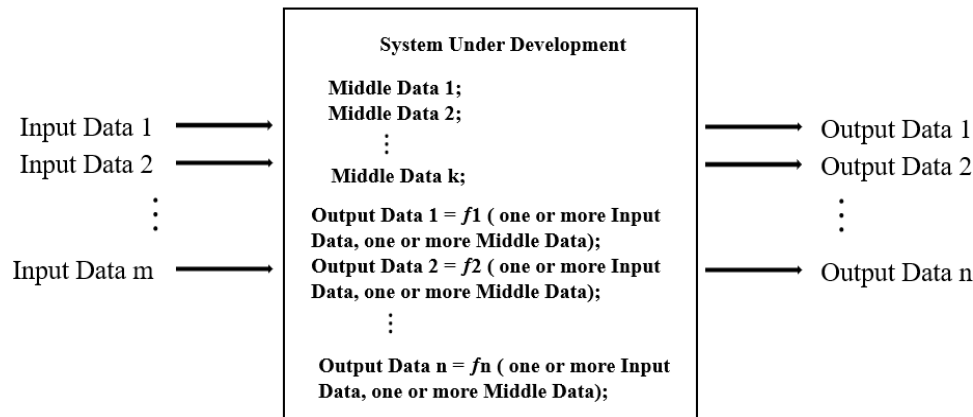 System Under Development
Middle Data 1;
Middle Data 2;
⋮
Middle Data k;
Output Data 1 = f1 ( one or more Input
Data, one or more Middle Data);
Output Data 2 = f2 ( one or more Input
Data, one or more Middle Data);
⋮
Output Data n = fn ( one or more Input
Data, one or more Middle Data);
Input Data 1
Input Data 2
⋮
Input Data m
Output Data 1
Output Data 2
⋮
Output Data n